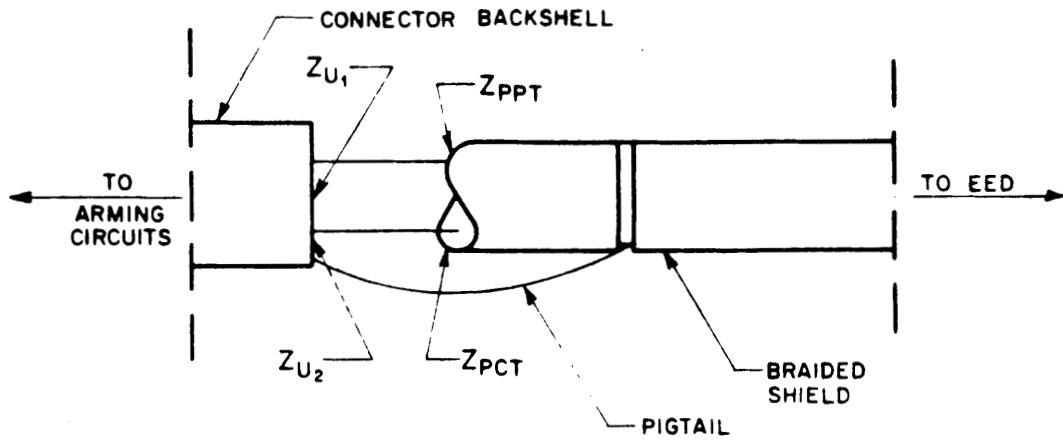 CONNECTOR BACKSHELL
ZU1
ZPPT
TO
ARMING
CIRCUITS
TO EED
ZU2
ZPCT
BRAIDED
SHIELD
PIGTAIL